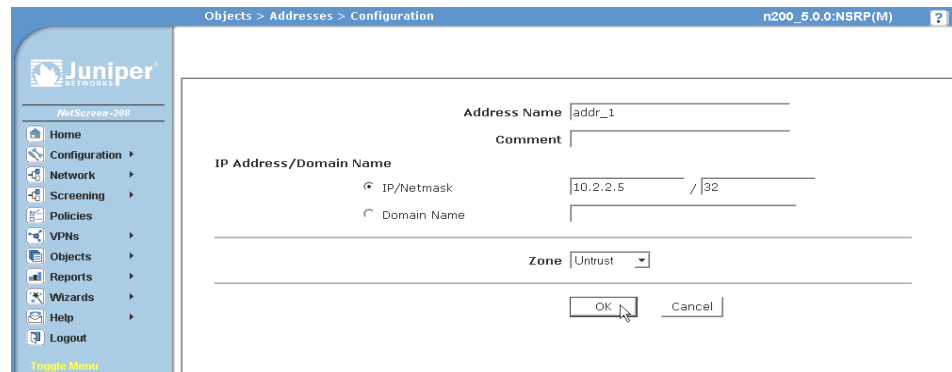 Objects > Addresses > Configuration
n200_5.0.0:NSRP(M)
?
Juniper®
NETWORKS
NetScreen-208
Home
Configuration
Network
Screening
Policies
VPNs
Objects
Reports
Wizards
Help
Logout
Toggle Menu
Address Name addr_1
Comment
IP Address/Domain Name
IP/Netmask 10.2.2.5 / 32
Domain Name
Zone Untrust
OK Cancel